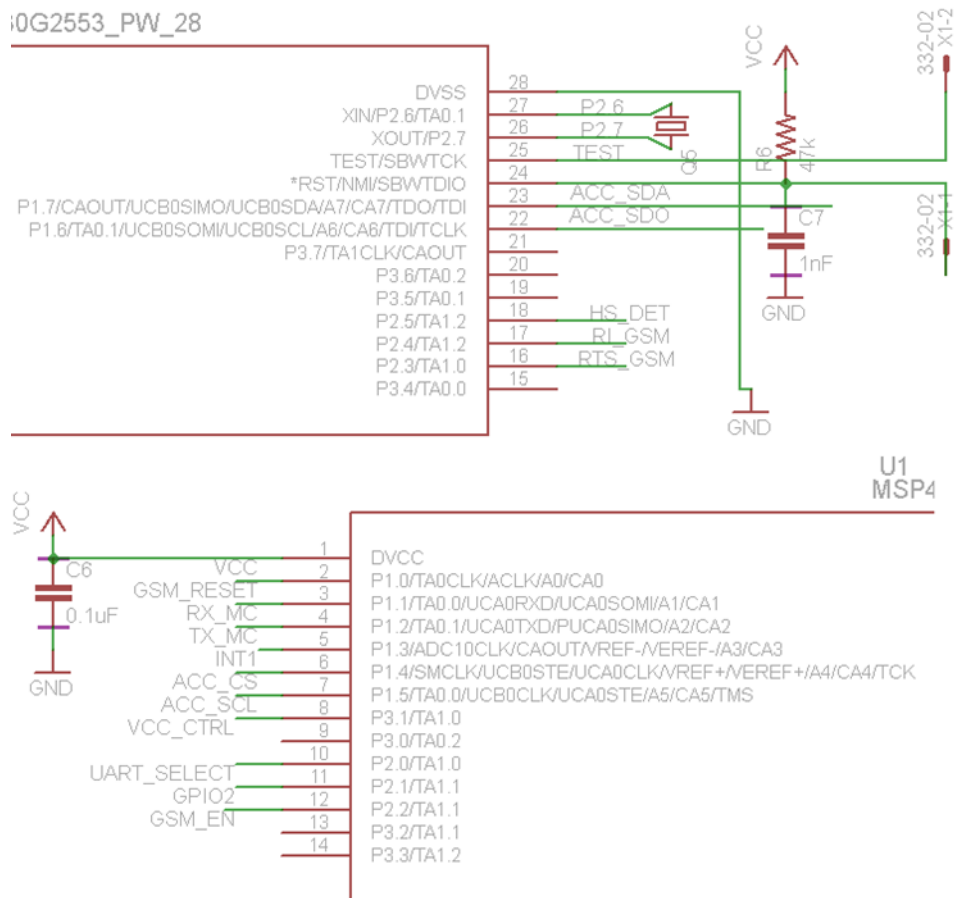 30G2553_PW_28
VCC
332-02
X1-2
DVSS 28
XIN/P2.6/TA0.1 27 P2.6
XOUT/P2.7 26 P2.7
TEST/SBWTCK 25 TEST
*RST/NMI/SBWTDIO 24
Q5
R6
47k
P1.7/CAOUT/UCB0SIMO/UCB0SDA/A7/CA7/TDO/TDI 23 ACC_SDA
P1.6/TA0.1/UCB0SOMI/UCB0SCL/A6/CA6/TDI/TCLK 22 ACC_SDO
C7
332-02
X1-1
P3.7/TA1CLK/CAOUT 21
1nF
P3.6/TA0.2 20
P3.5/TA0.1 19
GND
P2.5/TA1.2 18 HS_DET
P2.4/TA1.2 17 RI_GSM
P2.3/TA1.0 16 RTS_GSM
P3.4/TA0.0 15
GND
U1
MSP4
VCC
C6
0.1uF
GND
VCC 1 DVCC
GSM_RESET 2 P1.0/TA0CLK/ACLK/A0/CA0
RX_MC 3 P1.1/TA0.0/UCA0RXD/UCA0SOMI/A1/CA1
TX_MC 4 P1.2/TA0.1/UCA0TXD/PUCA0SIMO/A2/CA2
INT1 5 P1.3/ADC10CLK/CAOUT/VREF-/VEREF-/A3/CA3
ACC_CS 6 P1.4/SMCLK/UCB0STE/UCA0CLK/VREF+/VEREF+/A4/CA4/TCK
ACC_SCL 7 P1.5/TA0.0/UCB0CLK/UCA0STE/A5/CA5/TMS
VCC_CTRL 8 P3.1/TA1.0
9 P3.0/TA0.2
UART_SELECT 10 P2.0/TA1.0
GPIO2 11 P2.1/TA1.1
GSM_EN 12 P2.2/TA1.1
13 P3.2/TA1.1
14 P3.3/TA1.2